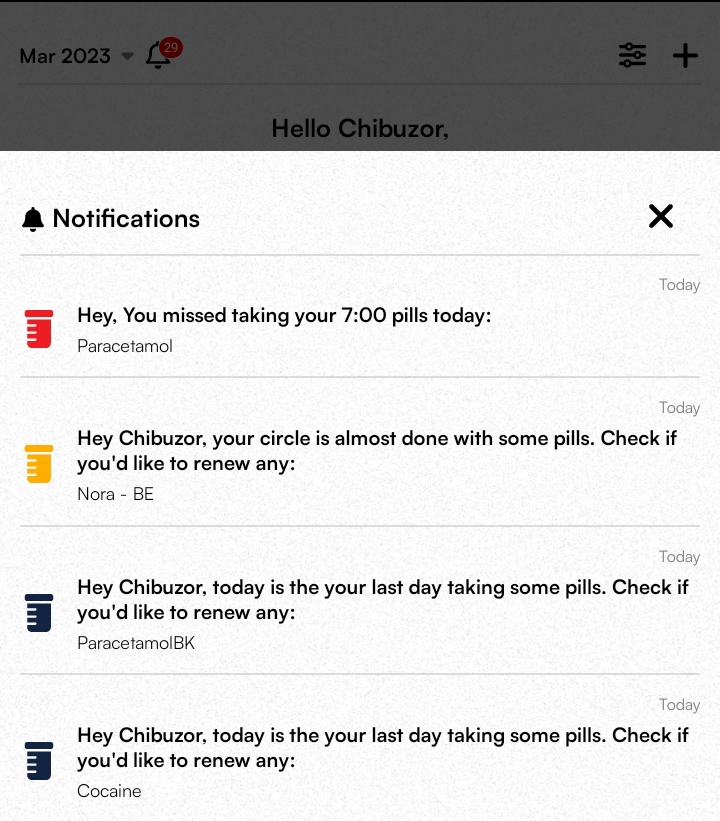 Mar 2023
29
Hello Chibuzor,
Notifications
Today
Hey, You missed taking your 7:00 pills today:
Paracetamol
Today
Hey Chibuzor, your circle is almost done with some pills. Check if
you'd like to renew any:
Nora - BE
Today
Hey Chibuzor, today is the your last day taking some pills. Check if
you'd like to renew any:
ParacetamolBK
Today
Hey Chibuzor, today is the your last day taking some pills. Check if
you'd like to renew any:
Cocaine